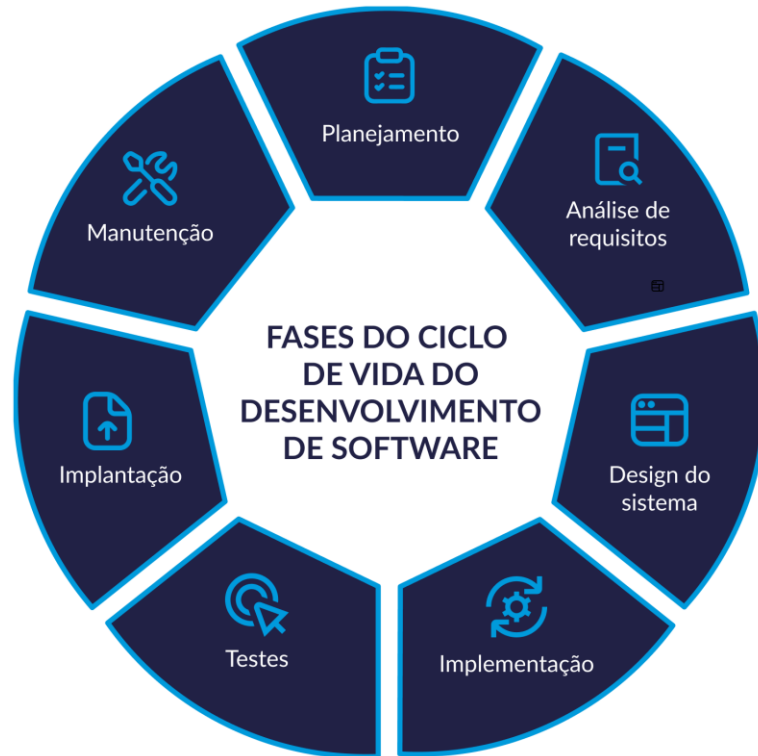 Planejamento
Análise de
requisitos
Design do
sistema
Implementação
Testes
Implantação
Manutenção
FASES DO CICLO
DE VIDA DO
DESENVOLVIMENTO
DE SOFTWARE